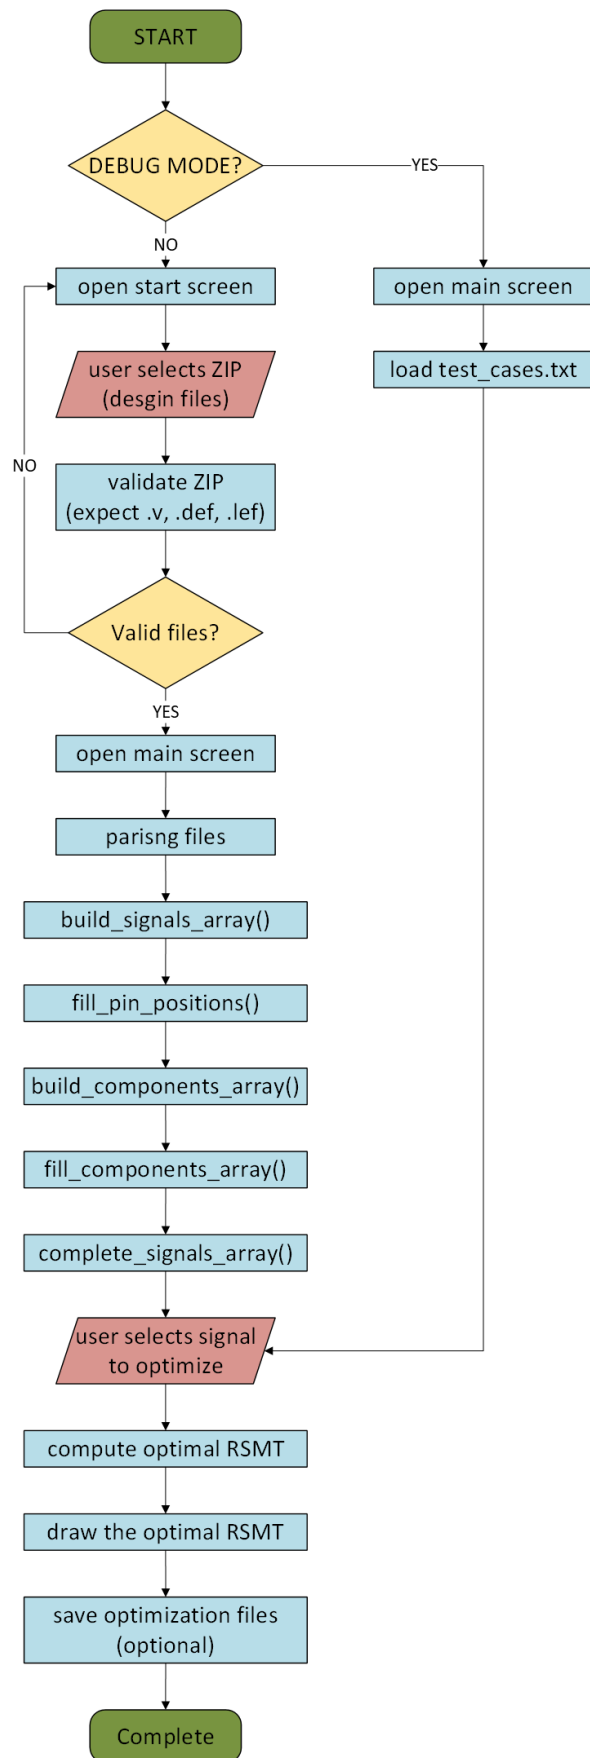 START
DEBUG MODE?
YES
NO
open start screen
open main screen
user selects ZIP
(desgin files)
load test_cases.txt
NO
validate ZIP
(expect .v, .def, .lef)
Valid files?
YES
open main screen
parisng files
build_signals_array()
fill_pin_positions()
build_components_array()
fill_components_array()
complete_signals_array()
user selects signal
to optimize
compute optimal RSMT
draw the optimal RSMT
save optimization files
(optional)
Complete